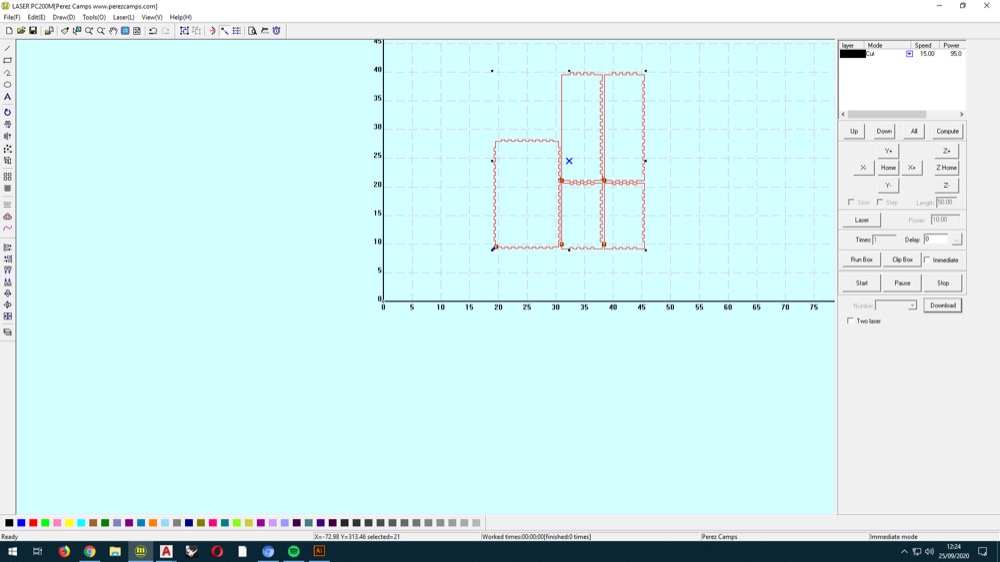 LASER PC200M[Perez Camps www.perezcamps.com]
File(F) Edit(E) Draw(D) Tools(O) Laser(L) View(V) Help(H)
layer Mode Speed Power
Cut 15.00 95.0
45
40
35
30
25
20
15
10
5
0
0 5 10 15 20 25 30 35 40 45 50 55 60 65 70 75
Up Down All Compute
Y+ Z+
X- Home X+ Z Home
Y- Z-
Slow Step Length: 50.00
Laser Power: 10.00
Times: 1 Delay: 0 ...
Run Box Clip Box Immediate
Start Pause Stop
Number: Download
Two laser
Ready X=-72.98 Y=313.46 selected=21 Worked times:00:00:00[finished:0 times] Perez Camps Immediate mode
12:24
25/09/2020